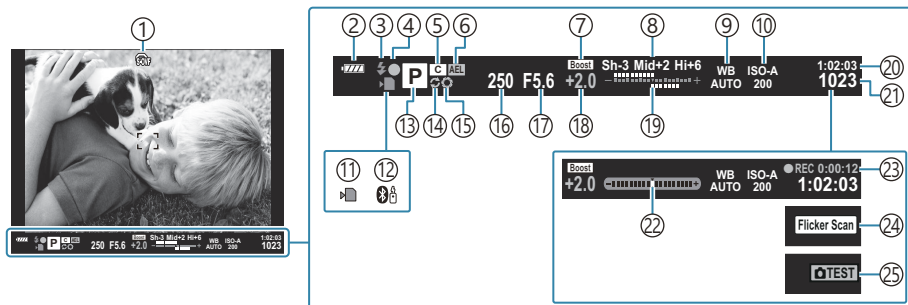 ①
S-IS OFF
② ③ ④ ⑤ ⑥ ⑦ ⑧ ⑨ ⑩
P C AEL 250 F5.6 Boost +2.0 Sh-3 Mid+2 Hi+6 − + WB AUTO ISO-A 200 1:02:03 1023
⑳
㉑
⑬ ⑭ ⑮ ⑯ ⑰ ⑱ ⑲
⑪ ⑫
Boost
+2.0 − + WB AUTO ISO-A 200 REC 0:00:12
1:02:03
㉓
㉒
Flicker Scan ㉔
TEST ㉕
P C AEL 250 F5.6 Boost +2.0 Sh-3 Mid+2 Hi+6 − + WB AUTO ISO-A 200 1:02:03 1023